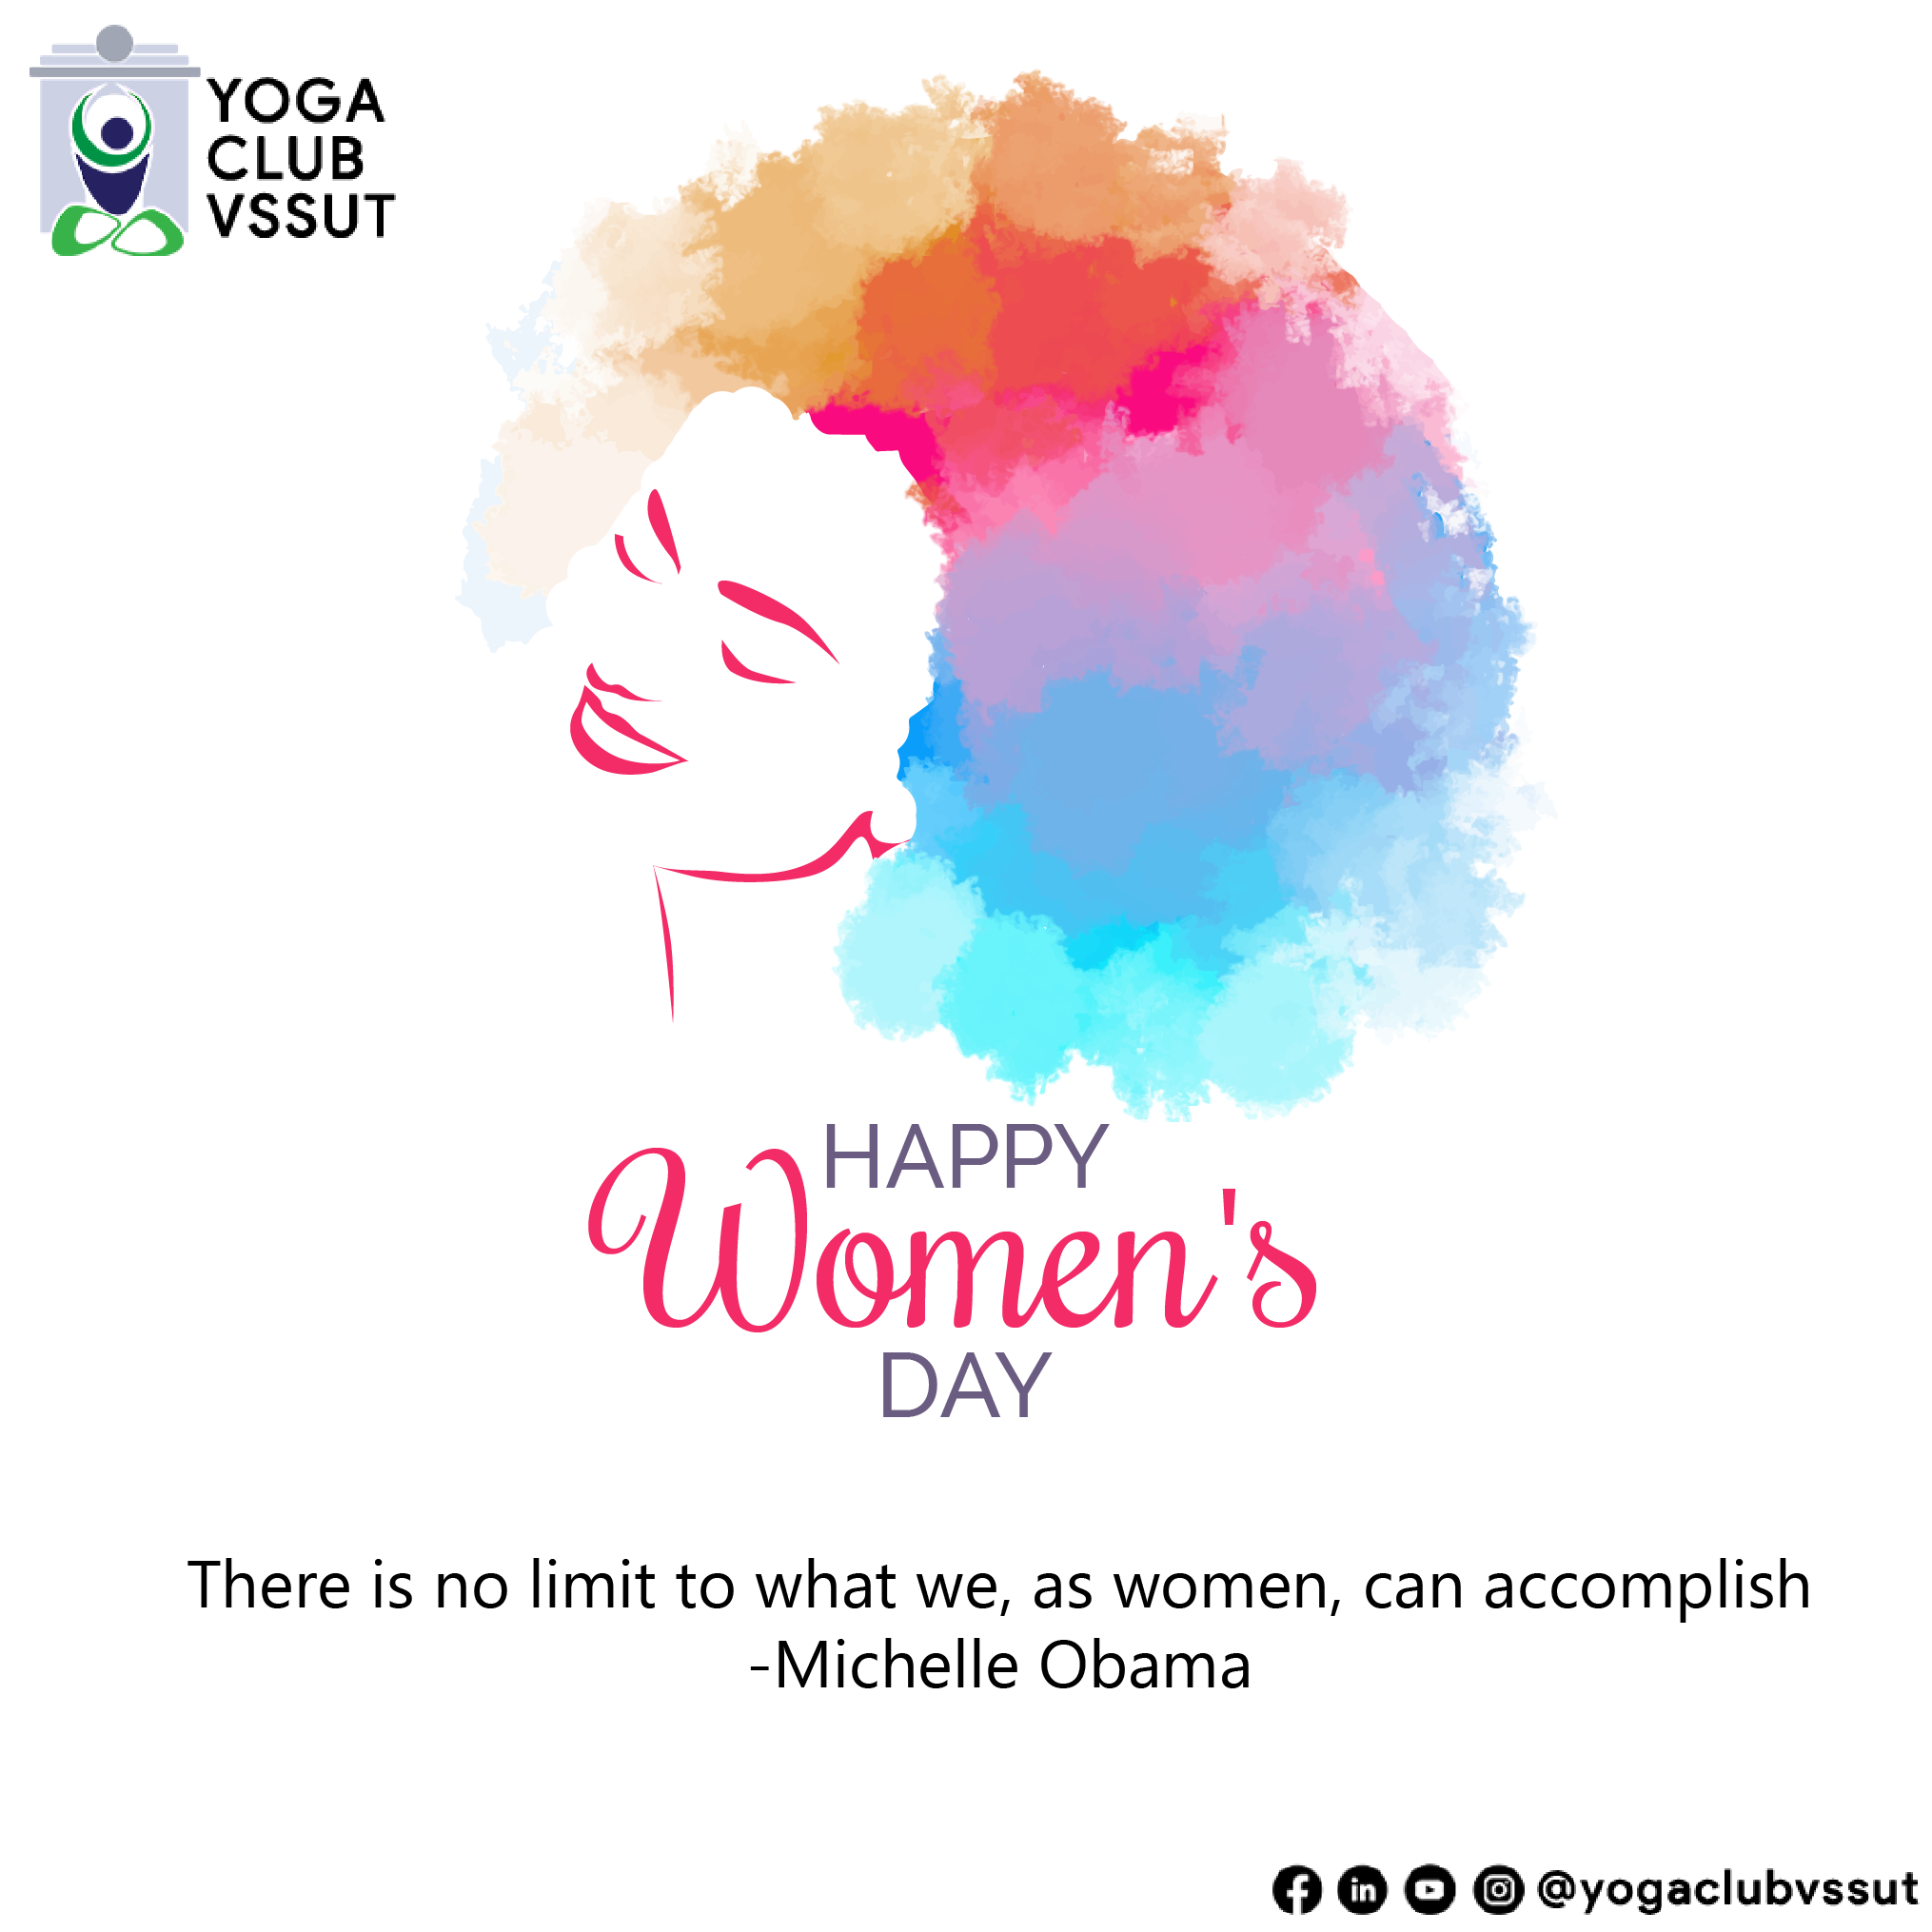 YOGA
CLUB
VSSUT
HAPPY
Women's
DAY
There is no limit to what we, as women, can accomplish
-Michelle Obama
@yogaclubvssut